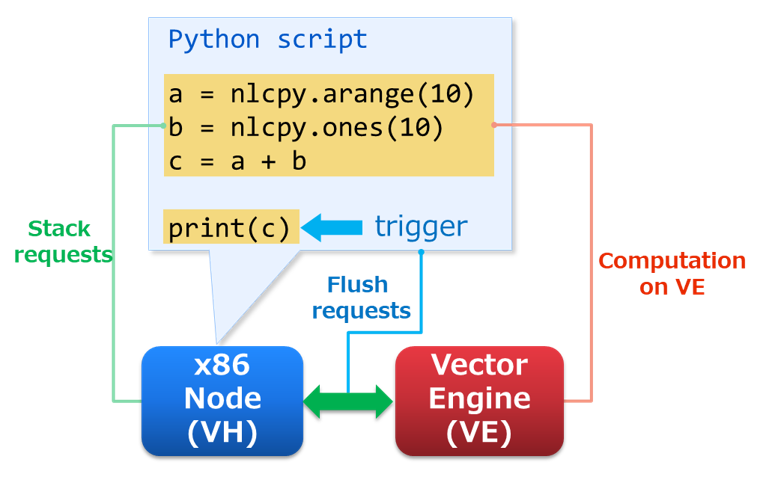 Python script
a = nlcpy.arange(10)
b = nlcpy.ones(10)
c = a + b
print(c)
trigger
Stack
requests
Flush
requests
Computation
on VE
x86
Node
(VH)
Vector
Engine
(VE)